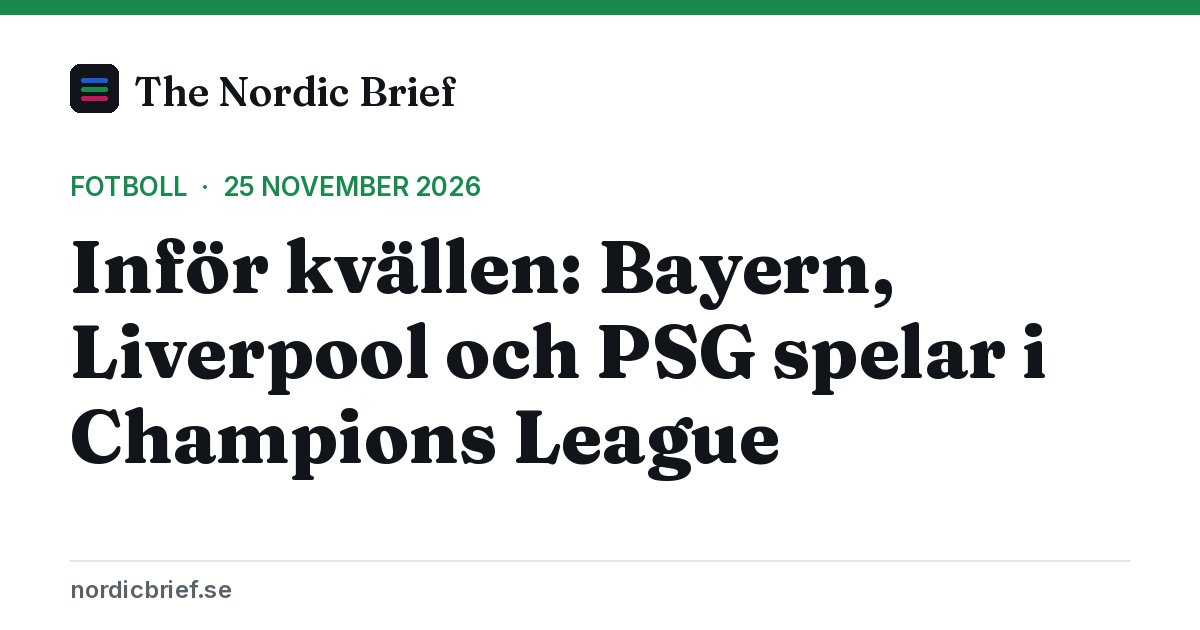 The Nordic Brief
FOTBOLL · 25 NOVEMBER 2026
Inför kvällen: Bayern,
Liverpool och PSG spelar i
Champions League
nordicbrief.se